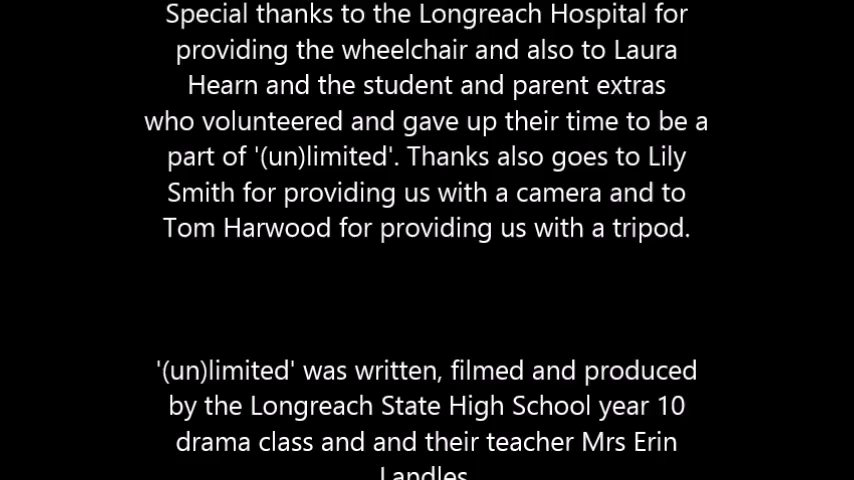 Special thanks to the Longreach Hospital for
providing the wheelchair and also to Laura
Hearn and the student and parent extras
who volunteered and gave up their time to be a
part of '(un)limited'. Thanks also goes to Lily
Smith for providing us with a camera and to
Tom Harwood for providing us with a tripod.
'(un)limited' was written, filmed and produced
by the Longreach State High School year 10
drama class and and their teacher Mrs Erin
Landles